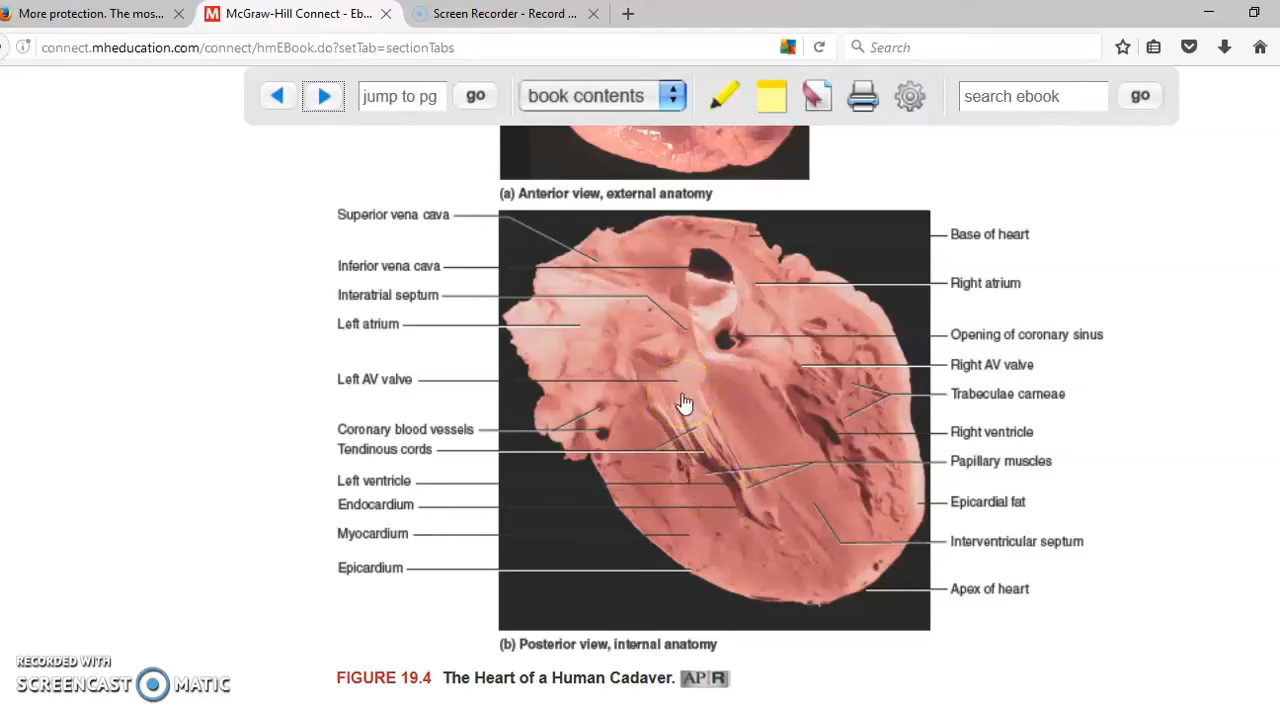 More protection. The mos...
McGraw-Hill Connect - Eb...
Screen Recorder - Record ...
connect.mheducation.com/connect/hmEBook.do?setTab=sectionTabs
Search
jump to pg
go
book contents
search ebook
go
(a) Anterior view, external anatomy
Superior vena cava
Inferior vena cava
Interatrial septum
Left atrium
Left AV valve
Coronary blood vessels
Tendinous cords
Left ventricle
Endocardium
Myocardium
Epicardium
Base of heart
Right atrium
Opening of coronary sinus
Right AV valve
Trabeculae carneae
Right ventricle
Papillary muscles
Epicardial fat
Interventricular septum
Apex of heart
(b) Posterior view, internal anatomy
FIGURE 19.4 The Heart of a Human Cadaver. AP|R
RECORDED WITH
SCREENCAST MATIC